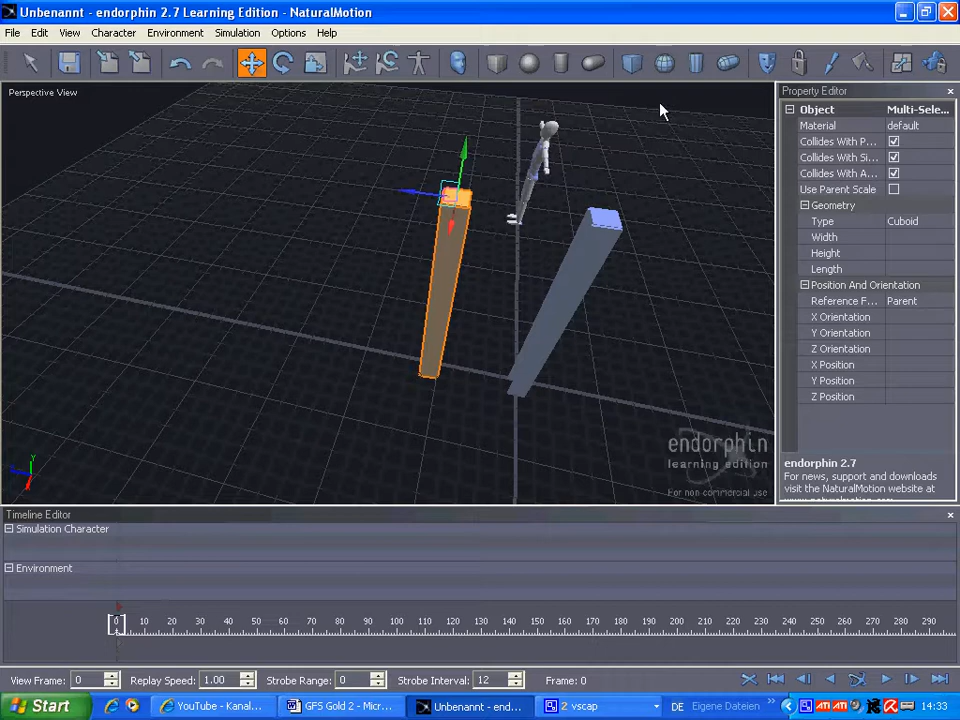 Unbenannt - endorphin 2.7 Learning Edition - NaturalMotion
File Edit View Character Environment Simulation Options Help
Perspective View
Property Editor
Object Multi-Sele...
Material default
Collides With P...
Collides With Si...
Collides With A...
Use Parent Scale
Geometry
Type Cuboid
Width
Height
Length
Position And Orientation
Reference F... Parent
X Orientation
Y Orientation
Z Orientation
X Position
Y Position
Z Position
Y
endorphin
learning edition
For non commercial use
endorphin 2.7
For news, support and downloads
visit the NaturalMotion website at
Timeline Editor
Simulation Character
Environment
0 10 20 30 40 50 60 70 80 90 100 110 120 130 140 150 160 170 180 190 200 210 220 230 240 250 260 270 280 290
View Frame: 0 Replay Speed: 1.00 Strobe Range: 0 Strobe Interval: 12 Frame: 0
Start YouTube - Kanal... GFS Gold 2 - Micr... Unbenannt - end... 2 vscap DE Eigene Dateien ATI ATI 14:33